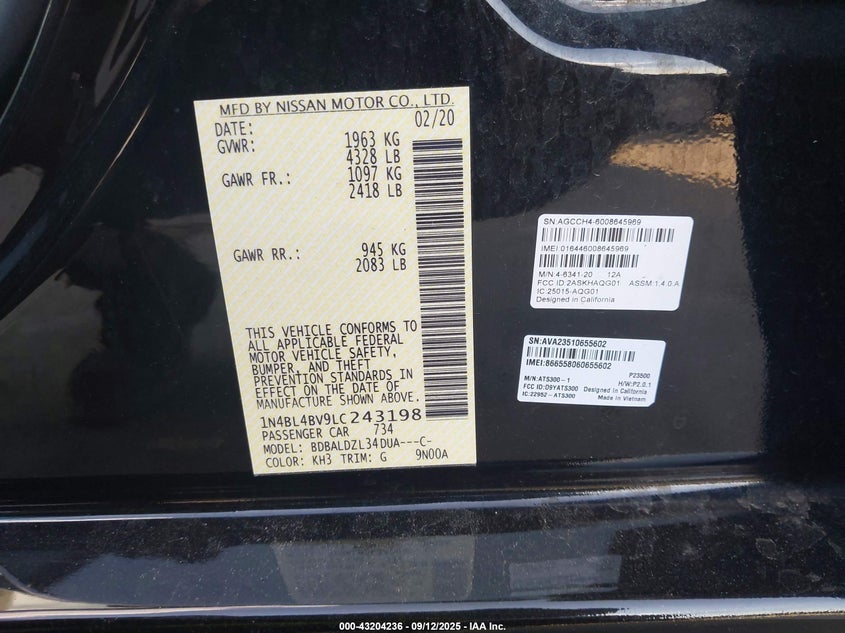 MFD BY NISSAN MOTOR CO., LTD.
DATE: 02/20
GVWR: 1963 KG
4328 LB
GAWR FR.: 1097 KG
2418 LB
GAWR RR.: 945 KG
2083 LB
THIS VEHICLE CONFORMS TO
ALL APPLICABLE FEDERAL
MOTOR VEHICLE SAFETY,
BUMPER, AND THEFT
PREVENTION STANDARDS IN
EFFECT ON THE DATE OF
MANUFACTURE SHOWN ABOVE.
1N4BL4BV9LC243198
PASSENGER CAR 734
MODEL: BDBALDZL34DUA---C-
COLOR: KH3 TRIM: G 9N00A
SN:AGCCH4-6008645969
IMEI:016446008645969
M/N:4-6341-20 12A
FCC ID:2ASKHAQG01 ASSM:1.4.0.A
IC:25015-AQG01
Designed in California
SN:AVA23510655602
IMEI:866558060655602
P23500
M/N:ATS300-1 H/W:P2.0.1
FCC ID:O9YATS300 Designed in California
IC:22952-ATS300 Made in Vietnam
000-43204236 - 09/12/2025 - IAA Inc.